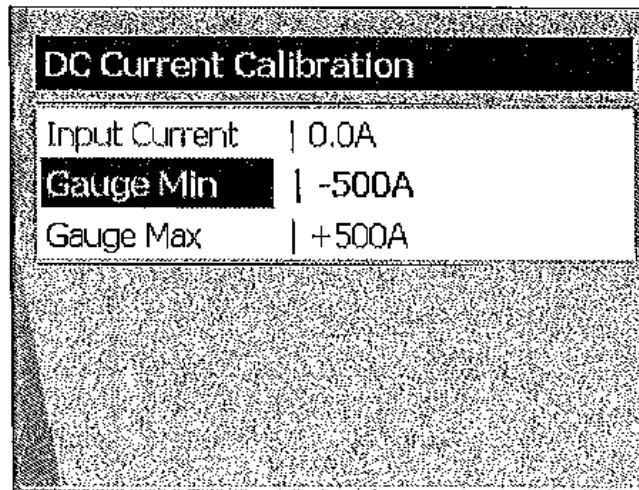 DC Current Calibration
Input Current | 0.0A
Gauge Min | -500A
Gauge Max | +500A